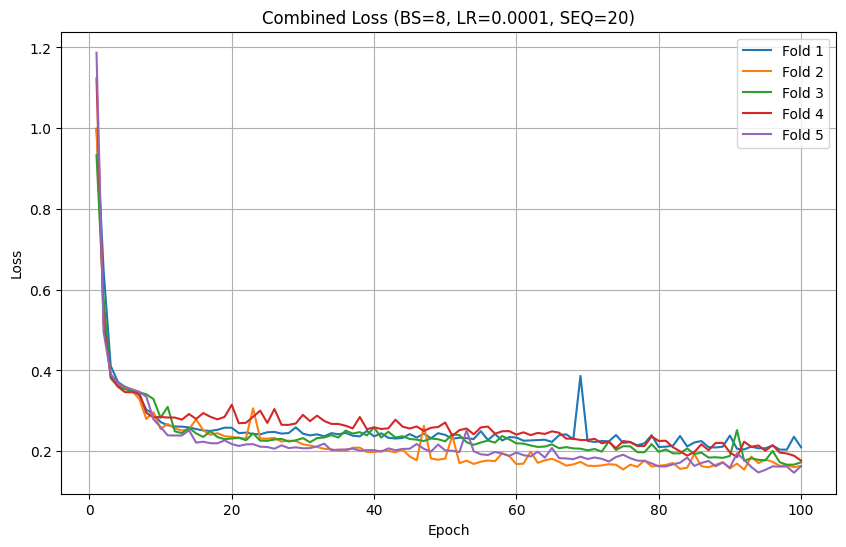 Combined Loss (BS=8, LR=0.0001, SEQ=20)
Fold 1
Fold 2
Fold 3
Fold 4
Fold 5
Loss
1.2
1.0
0.8
0.6
0.4
0.2
0 20 40 60 80 100
Epoch